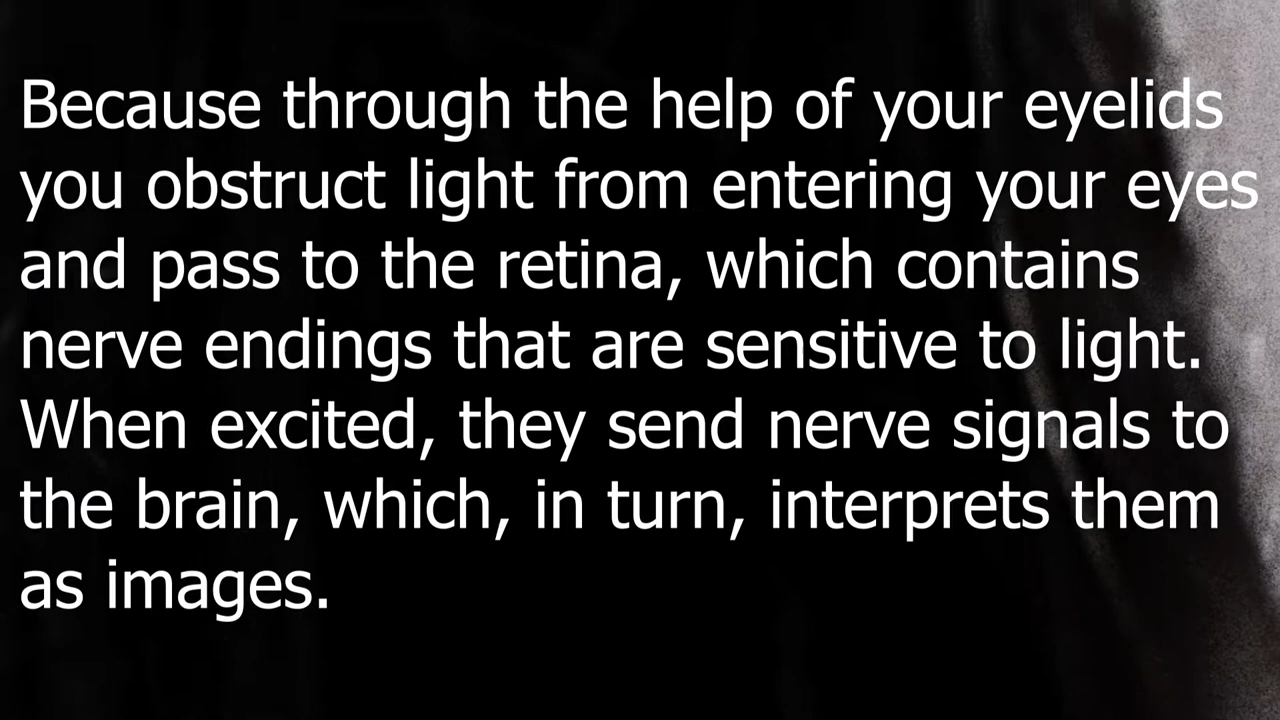 Because through the help of your eyelids
you obstruct light from entering your eyes
and pass to the retina, which contains
nerve endings that are sensitive to light.
When excited, they send nerve signals to
the brain, which, in turn, interprets them
as images.